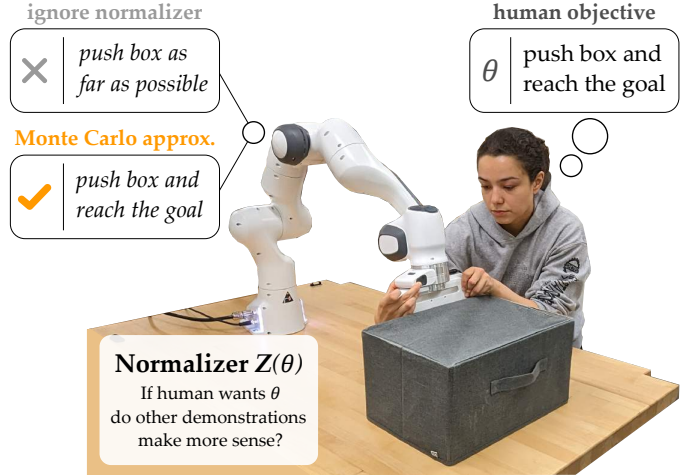 ignore normalizer
push box as
far as possible
Monte Carlo approx.
push box and
reach the goal
human objective
θ
push box and
reach the goal
Normalizer Z(θ)
If human wants θ
do other demonstrations
make more sense?